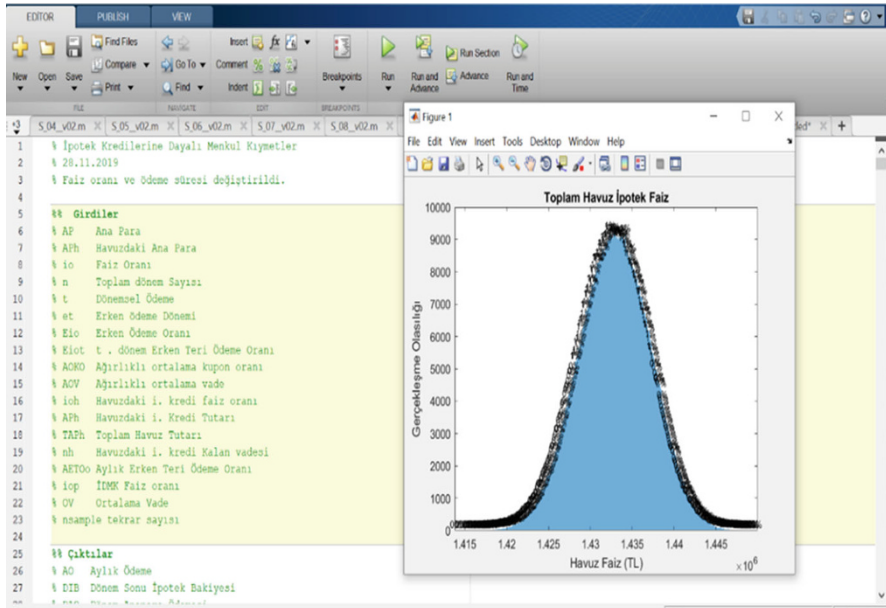 EDITOR PUBLISH VIEW
Find Files Insert fx
Compare Go To Comment Run Section
New Open Save Print Find Indent Breakpoints Run Run and Advance Advance Run and Time
FILE NAVIGATE EDIT BREAKPOINTS
S_04_v02.m S_05_v02.m S_06_v02.m S_07_v02.m S_08_v02.m
1 % İpotek Kredilerine Dayalı Menkul Kıymetler
2 % 28.11.2019
3 % Faiz oranı ve ödeme süresi değiştirildi.
4
5 %% Girdiler
6 % AP Ana Para
7 % APh Havuzdaki Ana Para
8 % io Faiz Oranı
9 % n Toplam dönem Sayısı
10 % t Dönemsel Ödeme
11 % et Erken ödeme Dönemi
12 % Eio Erken Ödeme Oranı
13 % Eiot t . dönem Erken Teri Ödeme Oranı
14 % AOKO Ağırlıklı ortalama kupon oranı
15 % AOV Ağırlıklı ortalama vade
16 % ioh Havuzdaki i. kredi faiz oranı
17 % APh Havuzdaki i. Kredi Tutarı
18 % TAPh Toplam Havuz Tutarı
19 % nh Havuzdaki i. kredi Kalan vadesi
20 % AETOo Aylık Erken Teri Ödeme Oranı
21 % iop İDMK Faiz oranı
22 % OV Ortalama Vade
23 % nsample tekrar sayısı
24
25 %% Çıktılar
26 % AO Aylık Ödeme
27 % DIB Dönem Sonu İpotek Bakiyesi
Figure 1
File Edit View Insert Tools Desktop Window Help
Toplam Havuz İpotek Faiz
10000
9000
8000
7000
6000
5000
4000
3000
2000
1000
0
Gerçekleşme Olasılığı
1.415 1.42 1.425 1.43 1.435 1.44 1.445
Havuz Faiz (TL) ×10^6